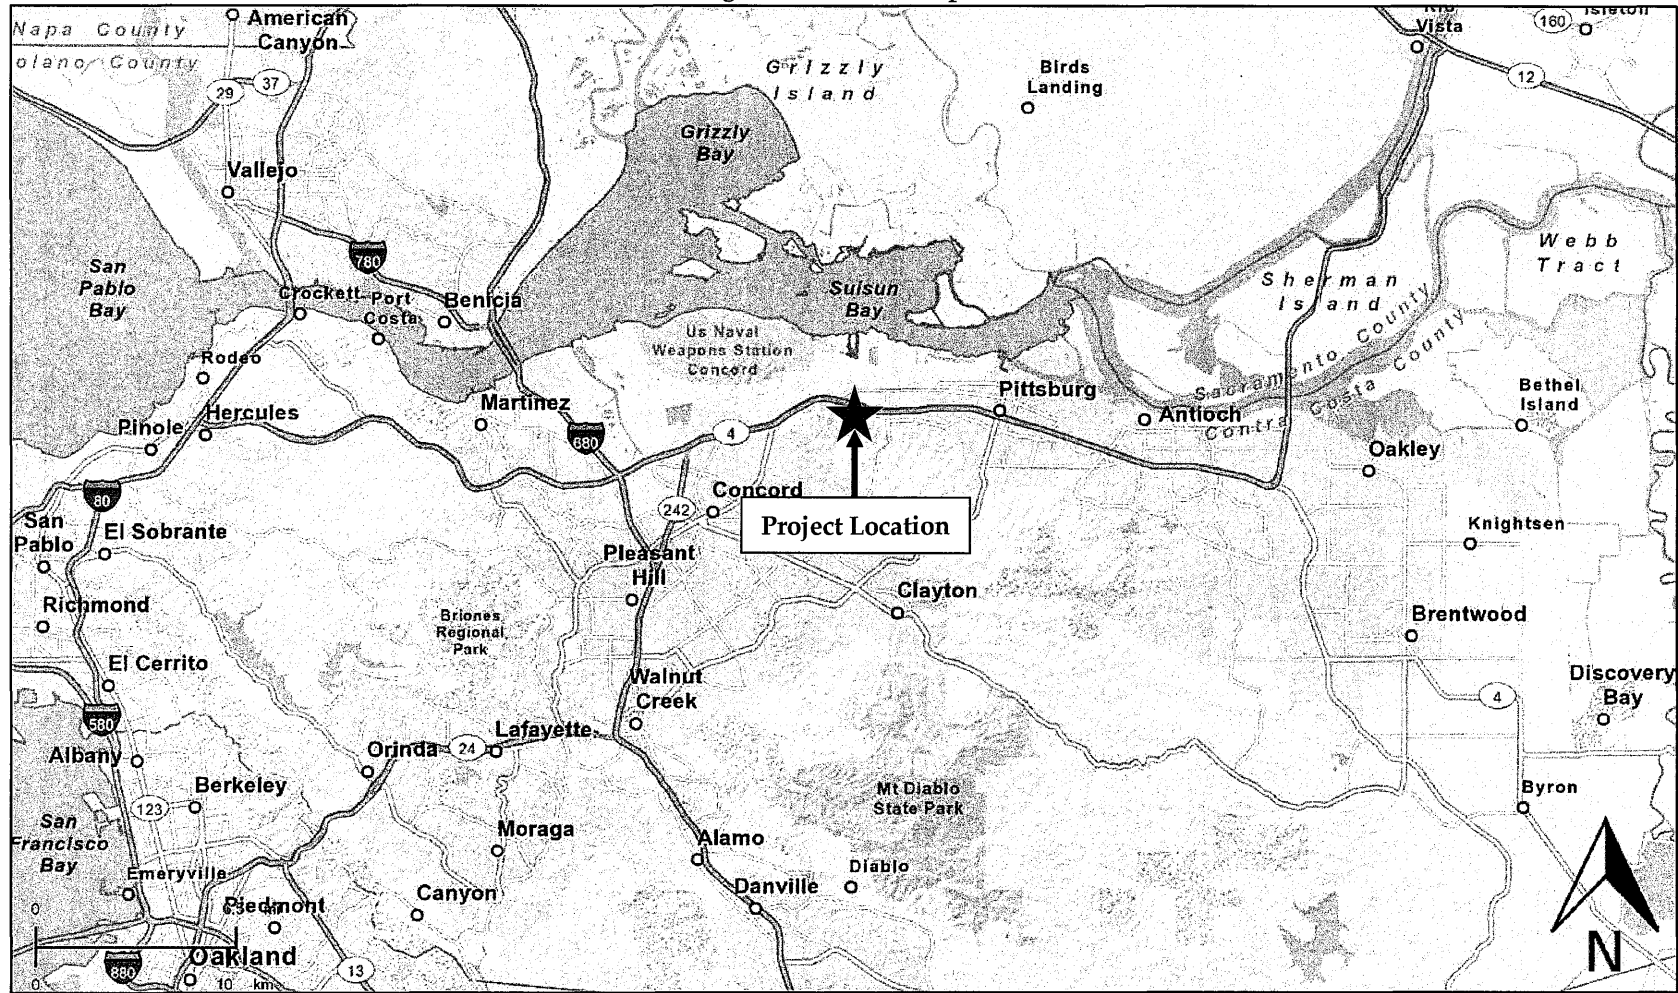 American
Canyon
Napa County
olano County
29
37
Vallejo
Grizzly
Island
Birds
Landing
Vista
160
12
Grizzly
Bay
San
Pablo
Bay
780
Crockett
Port
Costa
Benicia
Suisun
Bay
Us Naval
Weapons Station
Concord
Sherman
Island
Webb
Tract
Sacramento County
Contra Costa County
Rodeo
Hercules
Pinole
Martinez
680
4
Pittsburg
Antioch
Bethel
Island
Oakley
80
San
Pablo
El Sobrante
242
Concord
Project Location
Knightsen
Pleasant
Hill
Richmond
Briones
Regional
Park
Clayton
Brentwood
El Cerrito
Walnut
Creek
Discovery
Bay
4
580
Albany
Orinda
24
Lafayette
Berkeley
123
Mt Diablo
State Park
Byron
San
Francisco
Bay
Moraga
Alamo
Diablo
Emeryville
Canyon
Danville
0
Piedmont
Oakland
880
0
10
km
13
N